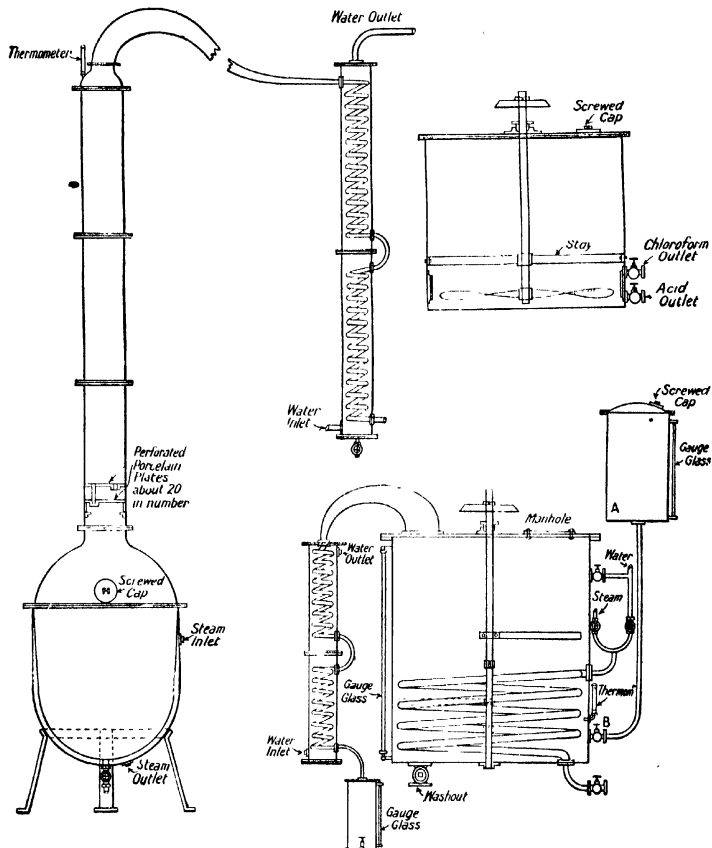 Water Outlet
Thermometer
Screwed
Cap
Stay
Chloroform
Outlet
Acid
Outlet
Water
Inlet
Perforated
Porcelain
Plates
about 20
in number
Screwed
Cap
Steam
Inlet
Steam
Outlet
Screwed
Cap
Gauge
Glass
A
Manhole
Water
Outlet
Water
Steam
Gauge
Glass
Thermonr
B
Water
Inlet
Washout
Gauge
Glass